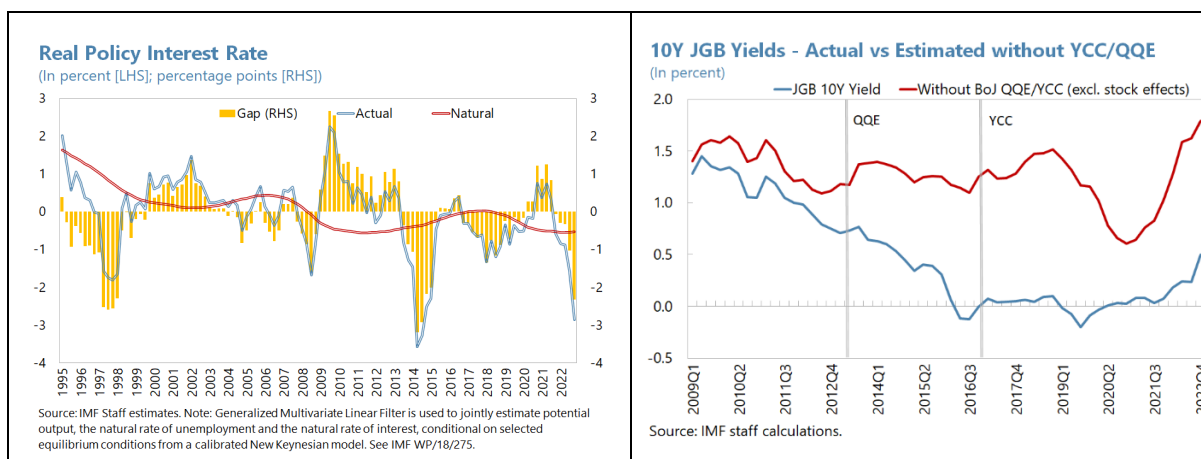 Real Policy Interest Rate
(In percent [LHS]; percentage points [RHS])
3 3
Gap (RHS) Actual Natural
2 2
1 1
0 0
-1 -1
-2 -2
-3 -3
-4 -4
1995 1996 1997 1998 1999 2000 2001 2002 2003 2004 2005 2006 2007 2008 2009 2010 2011 2012 2013 2014 2015 2016 2017 2018 2019 2020 2021 2022
Source: IMF Staff estimates. Note: Generalized Multivariate Linear Filter is used to jointly estimate potential
output, the natural rate of unemployment and the natural rate of interest, conditional on selected
equilibrium conditions from a calibrated New Keynesian model. See IMF WP/18/275.
10Y JGB Yields - Actual vs Estimated without YCC/QQE
(In percent)
JGB 10Y Yield Without BoJ QQE/YCC (excl. stock effects)
2.0
QQE YCC
1.5
1.0
0.5
0.0
-0.5
2009Q1 2010Q2 2011Q3 2012Q4 2014Q1 2015Q2 2016Q3 2017Q4 2019Q1 2020Q2 2021Q3 2022Q4
Source: IMF staff calculations.